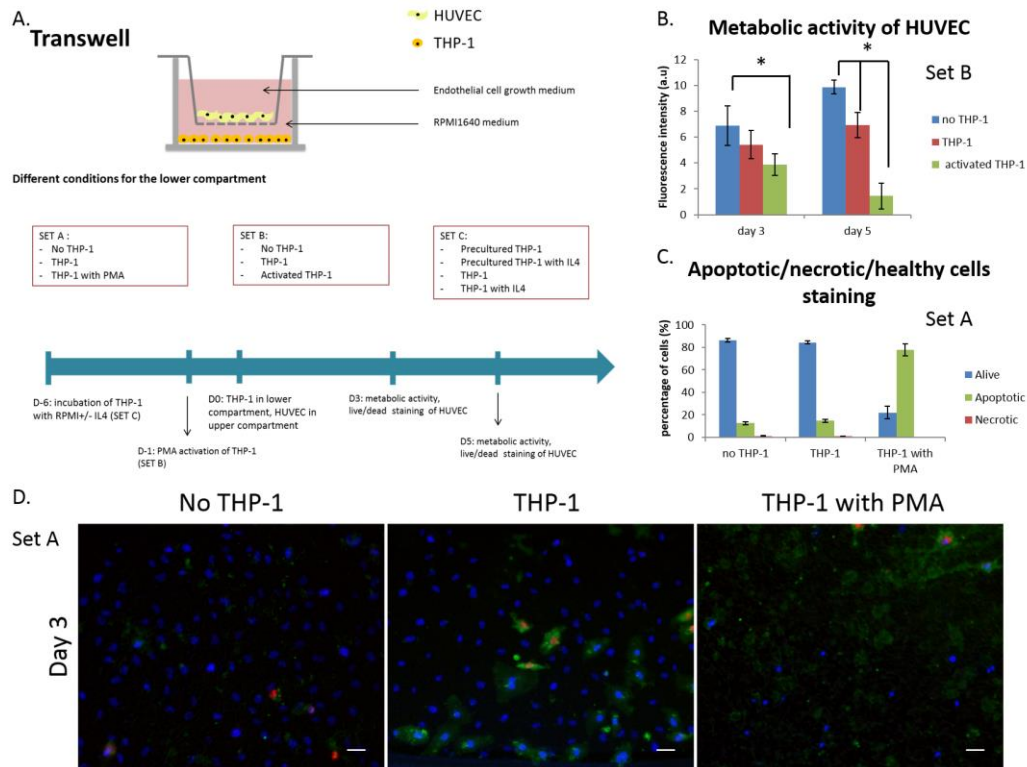 A.
Transwell
HUVEC
THP-1
Endothelial cell growth medium
RPMI1640 medium
Different conditions for the lower compartment
SET A :
- No THP-1
- THP-1
- THP-1 with PMA
SET B:
- No THP-1
- THP-1
- Activated THP-1
SET C:
- Precultured THP-1
- Precultured THP-1 with IL4
- THP-1
- THP-1 with IL4
D-6: incubation of THP-1
with RPMI+/- IL4 (SET C)
D-1: PMA activation of THP-1
(SET B)
D0: THP-1 in lower
compartment, HUVEC in
upper compartment
D3: metabolic activity,
live/dead staining of HUVEC
D5: metabolic activity,
live/dead staining of HUVEC
B.
Metabolic activity of HUVEC
Set B
Fluorescence intensity (a.u)
12
10
8
6
4
2
0
*
*
day 3
day 5
no THP-1
THP-1
activated THP-1
C.
Apoptotic/necrotic/healthy cells
staining
Set A
percentage of cells (%)
100
80
60
40
20
0
no THP-1
THP-1
THP-1 with
PMA
Alive
Apoptotic
Necrotic
D.
No THP-1
THP-1
THP-1 with PMA
Set A
Day 3